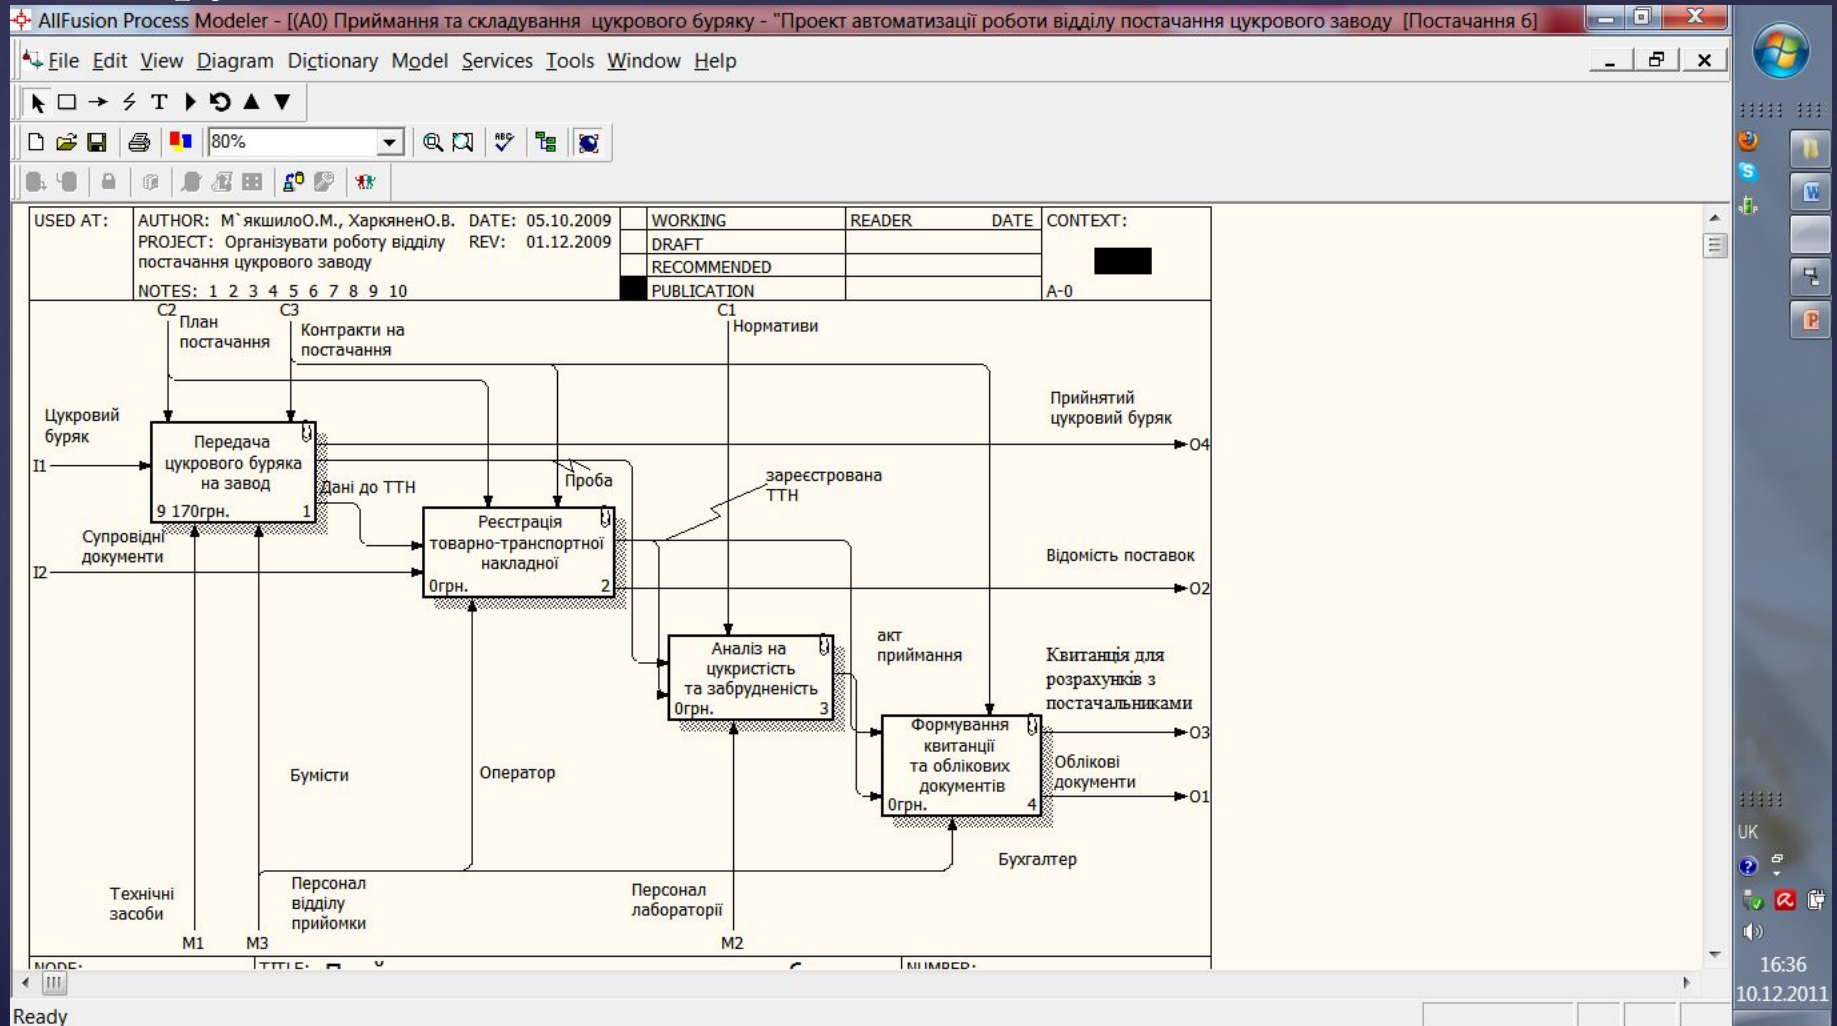 AllFusion Process Modeler - [(A0) Приймання та складування цукрового буряку - "Проект автоматизації роботи відділу постачання цукрового заводу [Постачання 6]
File Edit View Diagram Dictionary Model Services Tools Window Help
T
80%
ABC
USED AT:
AUTHOR: М`якшилоО.М., ХаркяненО.В. DATE: 05.10.2009
PROJECT: Організувати роботу відділу REV: 01.12.2009
постачання цукрового заводу
NOTES: 1 2 3 4 5 6 7 8 9 10
WORKING
DRAFT
RECOMMENDED
PUBLICATION
READER DATE
CONTEXT:
A-0
C2
План
постачання
C3
Контракти на
постачання
C1
Нормативи
Цукровий
буряк
I1
Передача
цукрового буряка
на завод
9 170грн. 1
Прийнятий
цукровий буряк
O4
Проба
зареєстрована
ТТН
Дані до ТТН
Супровідні
документи
I2
Реєстрація
товарно-транспортної
накладної
0грн. 2
Відомість поставок
O2
Аналіз на
цукристість
та забрудненість
0грн. 3
акт
приймання
Квитанція для
розрахунків з
постачальниками
O3
Формування
квитанції
та облікових
документів
0грн. 4
Облікові
документи
O1
Бумісти
Оператор
Бухгалтер
Технічні
засоби
Персонал
відділу
прийомки
Персонал
лабораторії
M1
M3
M2
NODE:
TITLE:
NUMBER:
Ready
UK
16:36
10.12.2011